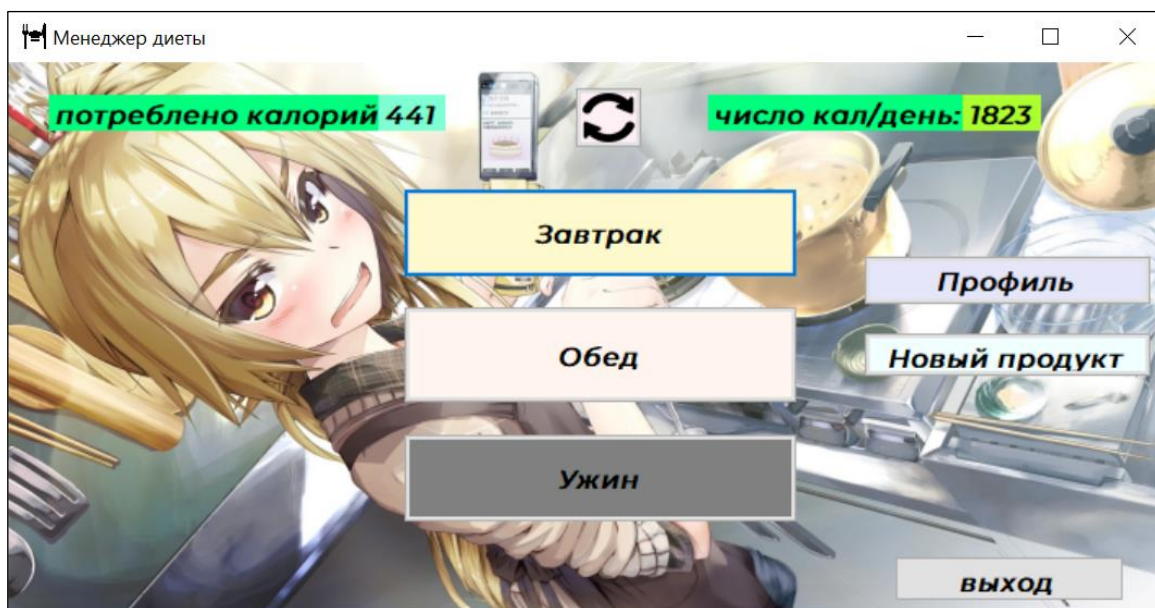 Менеджер диеты
потреблено калорий 441
число кал/день: 1823
Завтрак
Обед
Ужин
Профиль
Новый продукт
выход